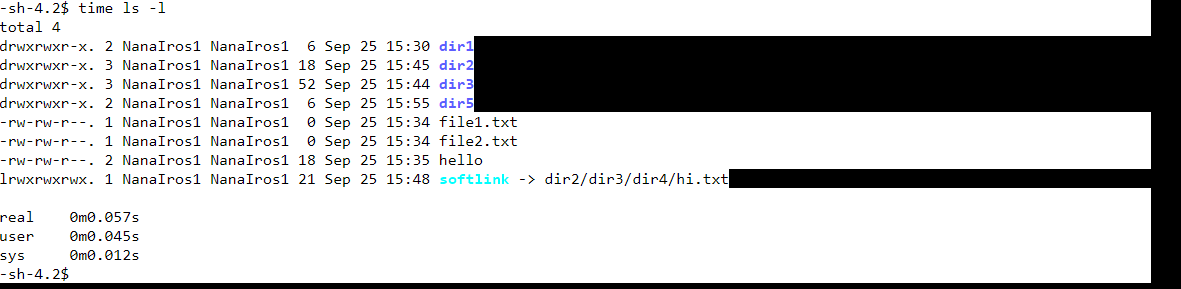 -sh-4.2$ time ls -l
total 4
drwxrwxr-x. 2 NanaIros1 NanaIros1  6 Sep 25 15:30 dir1
drwxrwxr-x. 3 NanaIros1 NanaIros1 18 Sep 25 15:45 dir2
drwxrwxr-x. 3 NanaIros1 NanaIros1 52 Sep 25 15:44 dir3
drwxrwxr-x. 2 NanaIros1 NanaIros1  6 Sep 25 15:55 dir5
-rw-rw-r--. 1 NanaIros1 NanaIros1  0 Sep 25 15:34 file1.txt
-rw-rw-r--. 1 NanaIros1 NanaIros1  0 Sep 25 15:34 file2.txt
-rw-rw-r--. 2 NanaIros1 NanaIros1 18 Sep 25 15:35 hello
lrwxrwxrwx. 1 NanaIros1 NanaIros1 21 Sep 25 15:48 softlink -> dir2/dir3/dir4/hi.txt
real    0m0.057s
user    0m0.045s
sys     0m0.012s
-sh-4.2$